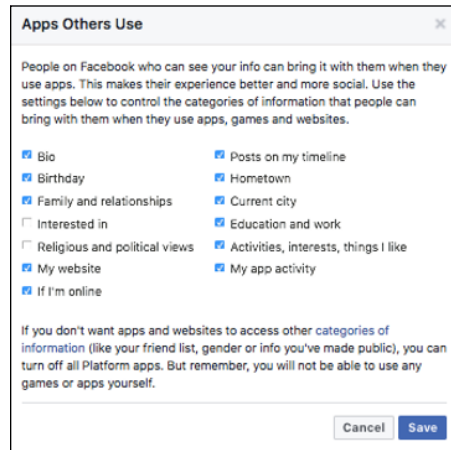 Apps Others Use
People on Facebook who can see your info can bring it with them when they
use apps. This makes their experience better and more social. Use the
settings below to control the categories of information that people can
bring with them when they use apps, games and websites.
Bio
Posts on my timeline
Birthday
Hometown
Family and relationships
Current city
Interested in
Education and work
Religious and political views
Activities, interests, things I like
My website
My app activity
If I'm online
If you don't want apps and websites to access other categories of
information (like your friend list, gender or info you've made public), you can
turn off all Platform apps. But remember, you will not be able to use any
games or apps yourself.
Cancel
Save